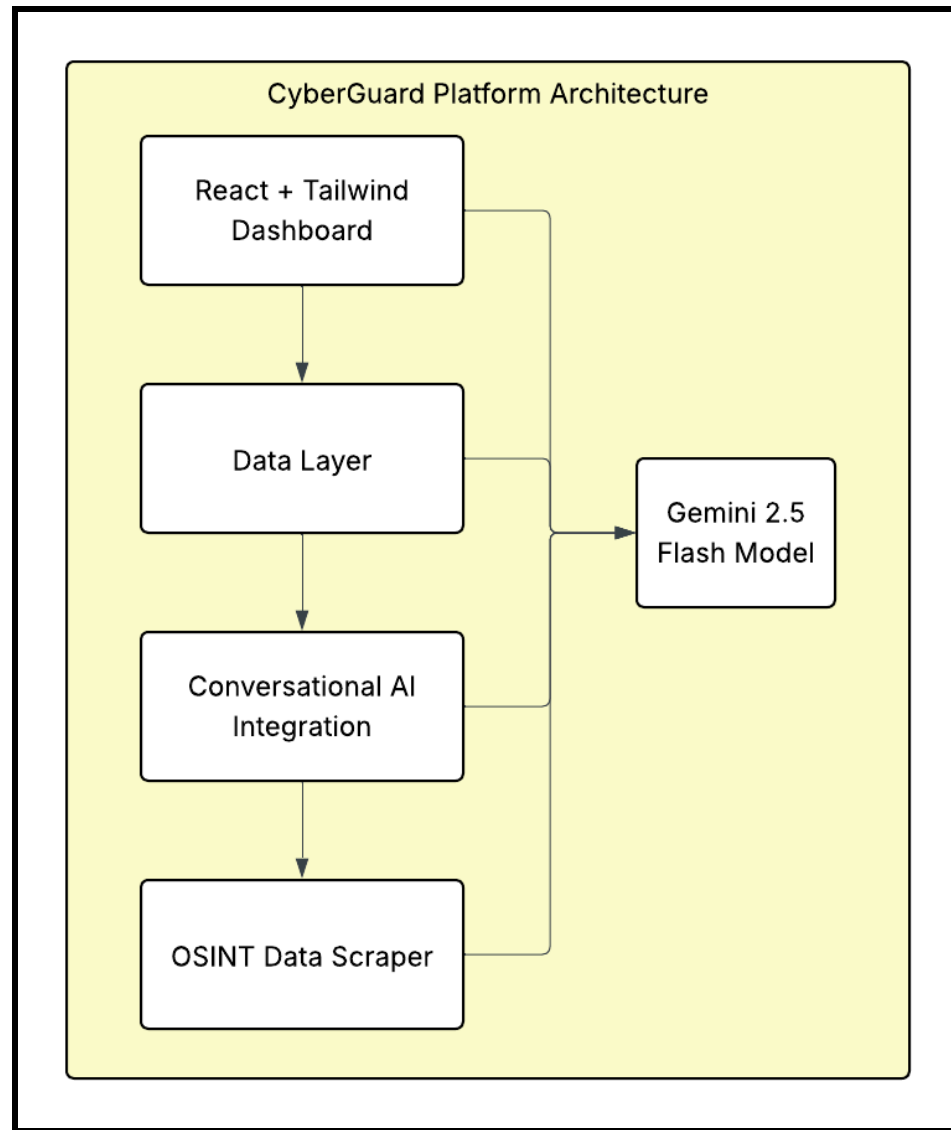 CyberGuard Platform Architecture
React + Tailwind
Dashboard
Data Layer
Gemini 2.5
Flash Model
Conversational AI
Integration
OSINT Data Scraper